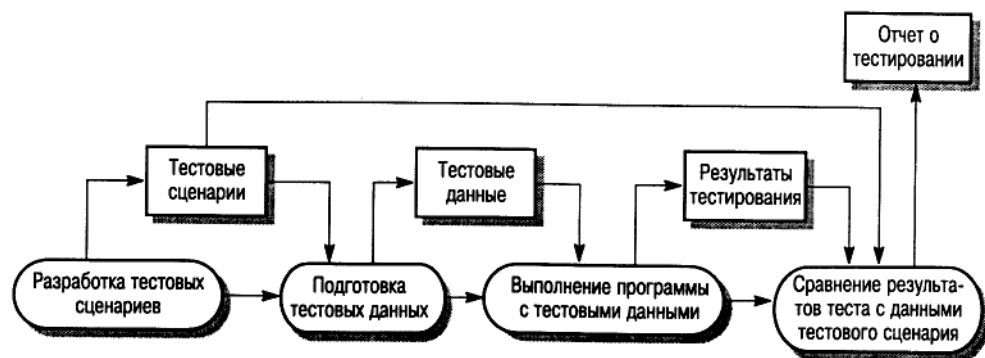 Отчет о
тестировании
Тестовые
сценарии
Тестовые
данные
Результаты
тестирования
Разработка тестовых
сценариев
Подготовка
тестовых данных
Выполнение программы
с тестовыми данными
Сравнение результа-
тов теста с данными
тестового сценария